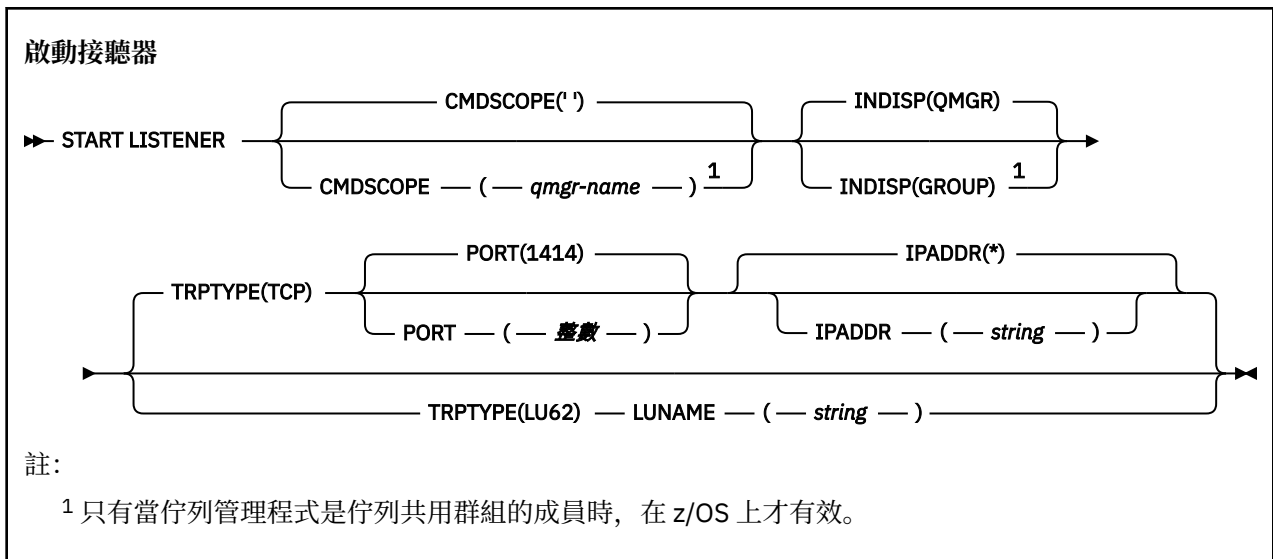 啟動接聽器
CMDSCOPE(' ') INDISP(QMGR)
START LISTENER
CMDSCOPE ( qmgr-name ) 1 INDISP(GROUP) 1
PORT(1414) IPADDR(*)
TRPTYPE(TCP)
PORT ( 整數 ) IPADDR ( string )
TRPTYPE(LU62) LUNAME ( string )
註：
1 只有當佇列管理程式是佇列共用群組的成員時，在 z/OS 上才有效。